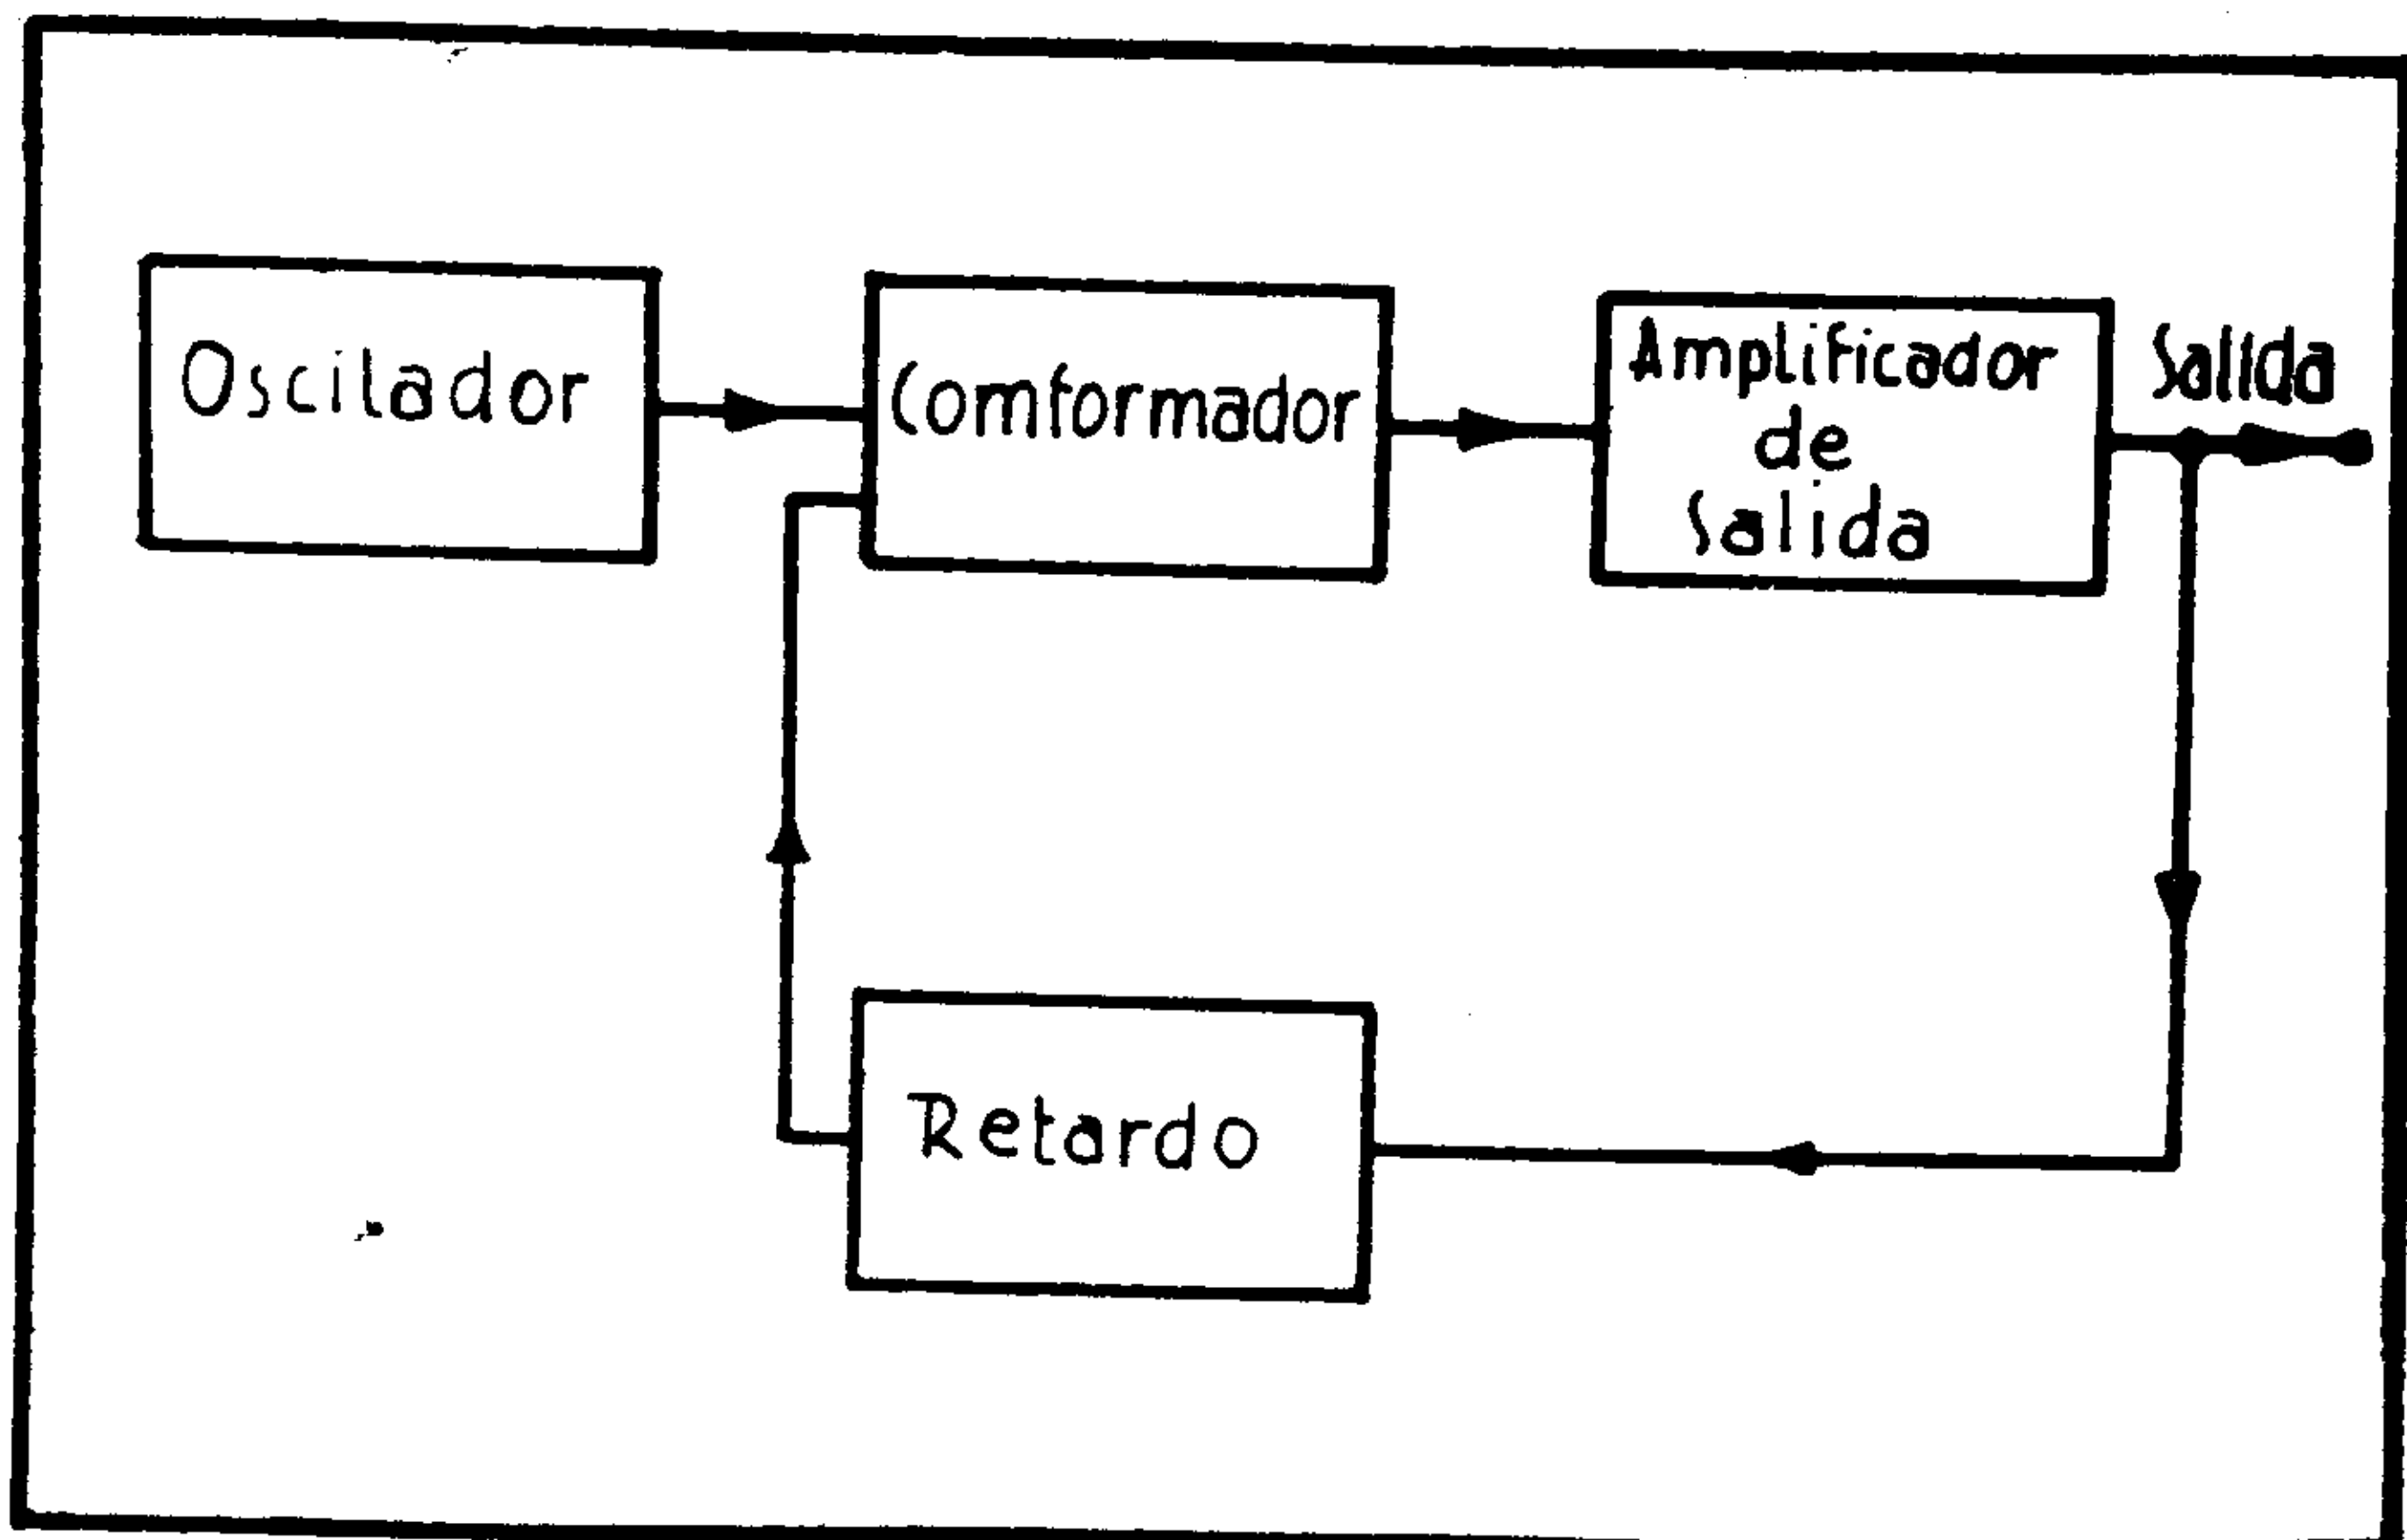 Oscilador
Comformador
Amplificador
de
Salida
Salida
Retardo